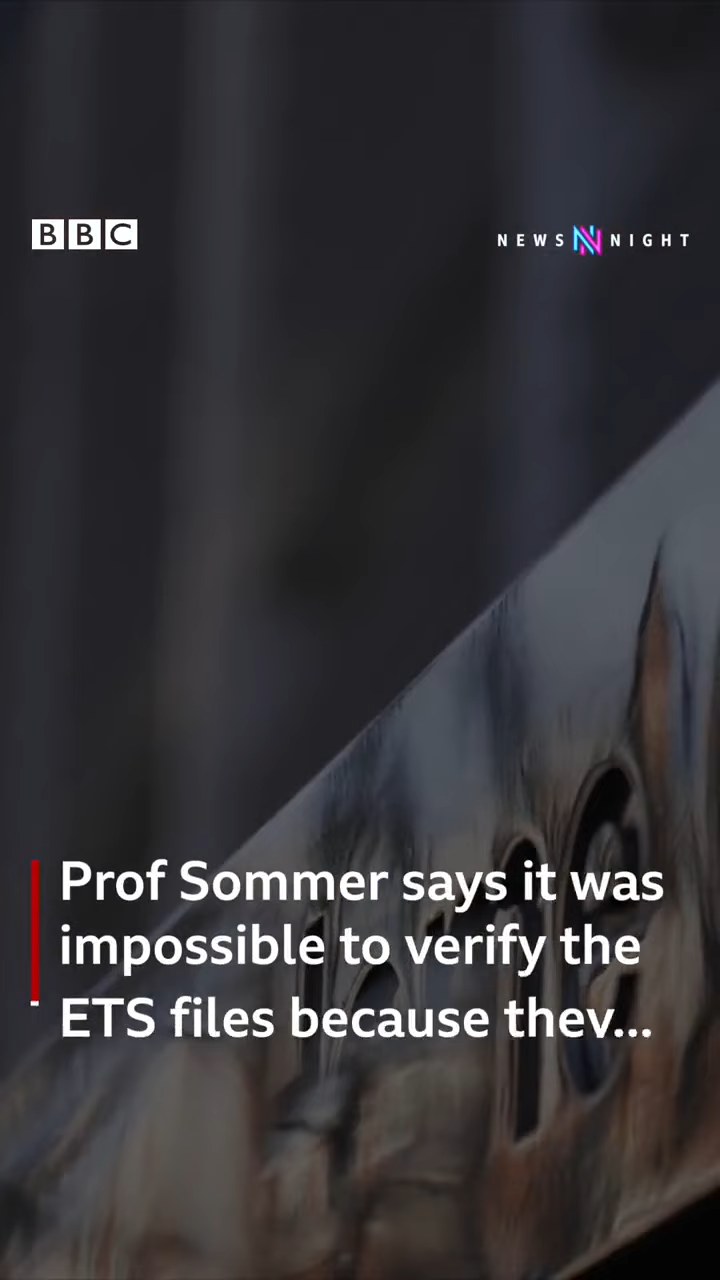 BBC
NEWS NIGHT
Prof Sommer says it was
impossible to verify the
ETS files because they...